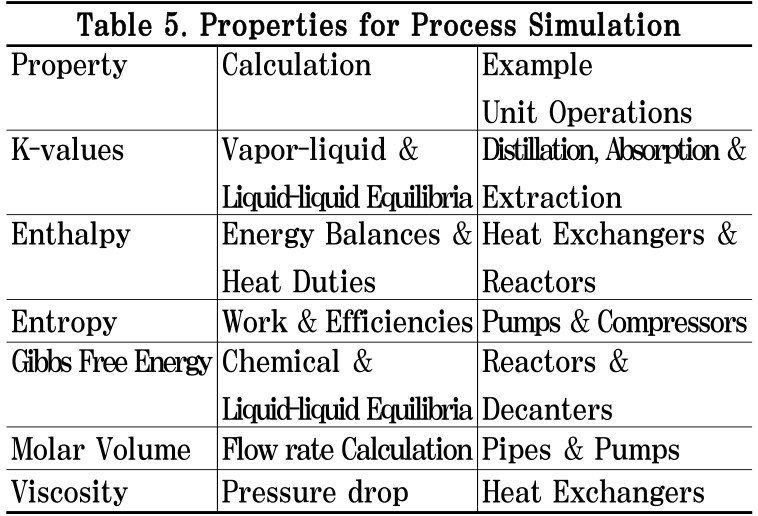 Table 5. Properties for Process Simulation
Property Calculation Example
Unit Operations
K-values Vapor-liquid & Distillation, Absorption &
Liquid-liquid Equilibria Extraction
Enthalpy Energy Balances & Heat Exchangers &
Heat Duties Reactors
Entropy Work & Efficiencies Pumps & Compressors
Gibbs Free Energy Chemical & Reactors &
Liquid-liquid Equilibria Decanters
Molar Volume Flow rate Calculation Pipes & Pumps
Viscosity Pressure drop Heat Exchangers